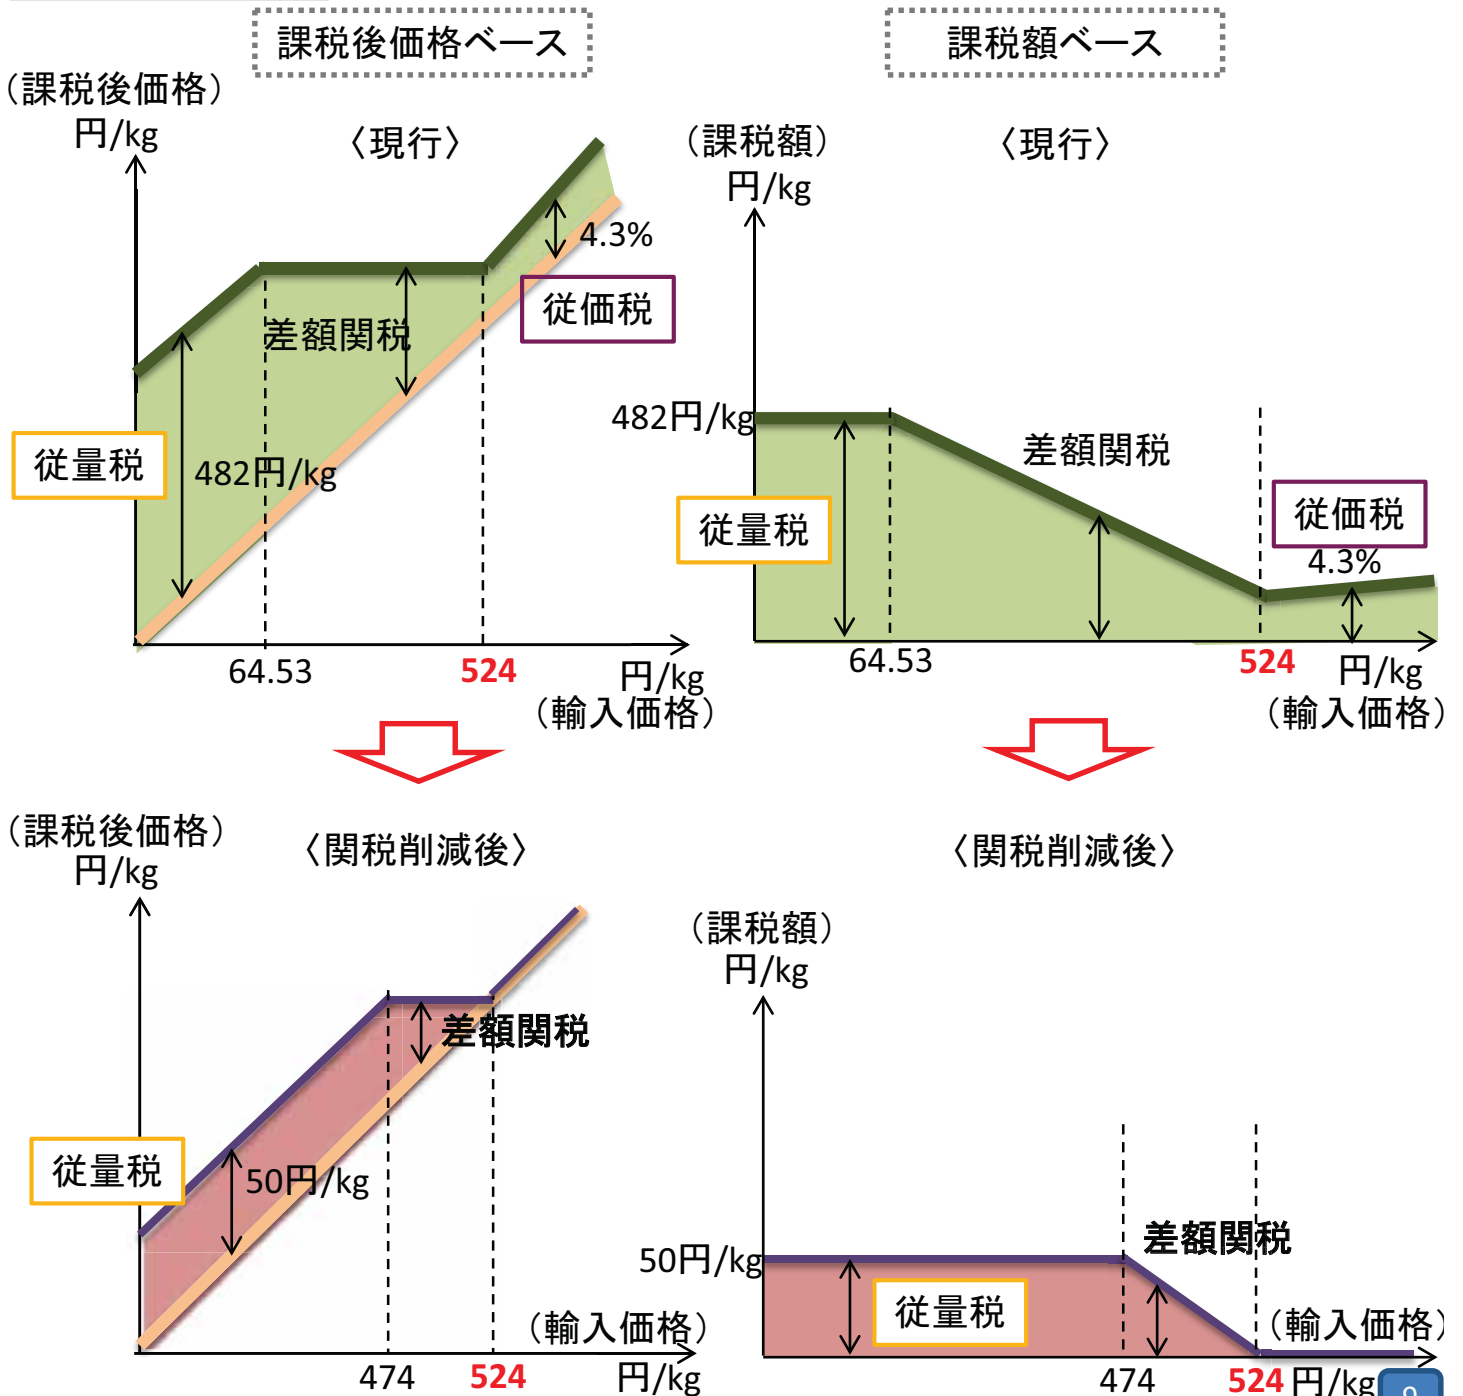 課税後価格ベース
(課税後価格)
円/kg
〈現行〉
4.3%
従価税
差額関税
従量税
482円/kg
64.53
524
円/kg
(輸入価格)
課税額ベース
(課税額)
円/kg
〈現行〉
482円/kg
差額関税
従量税
従価税
4.3%
64.53
524
円/kg
(輸入価格)
(課税後価格)
円/kg
〈関税削減後〉
差額関税
従量税
50円/kg
(輸入価格)
474
524
円/kg
〈関税削減後〉
(課税額)
円/kg
50円/kg
差額関税
従量税
(輸入価格)
474
524
円/kg
9